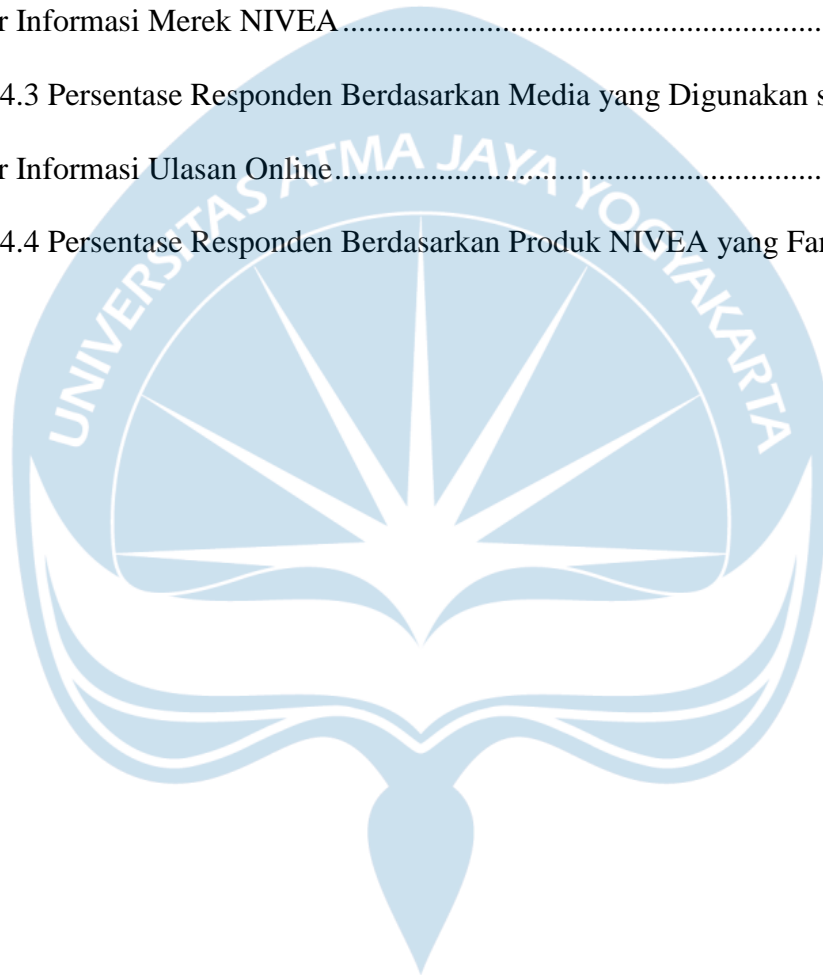 r Informasi Merek NIVEA............................................................
4.3 Persentase Responden Berdasarkan Media yang Digunakan s
r Informasi Ulasan Online.............................................................
4.4 Persentase Responden Berdasarkan Produk NIVEA yang Fa
UNIVERSITAS ATMA JAYA YOGYAKARTA